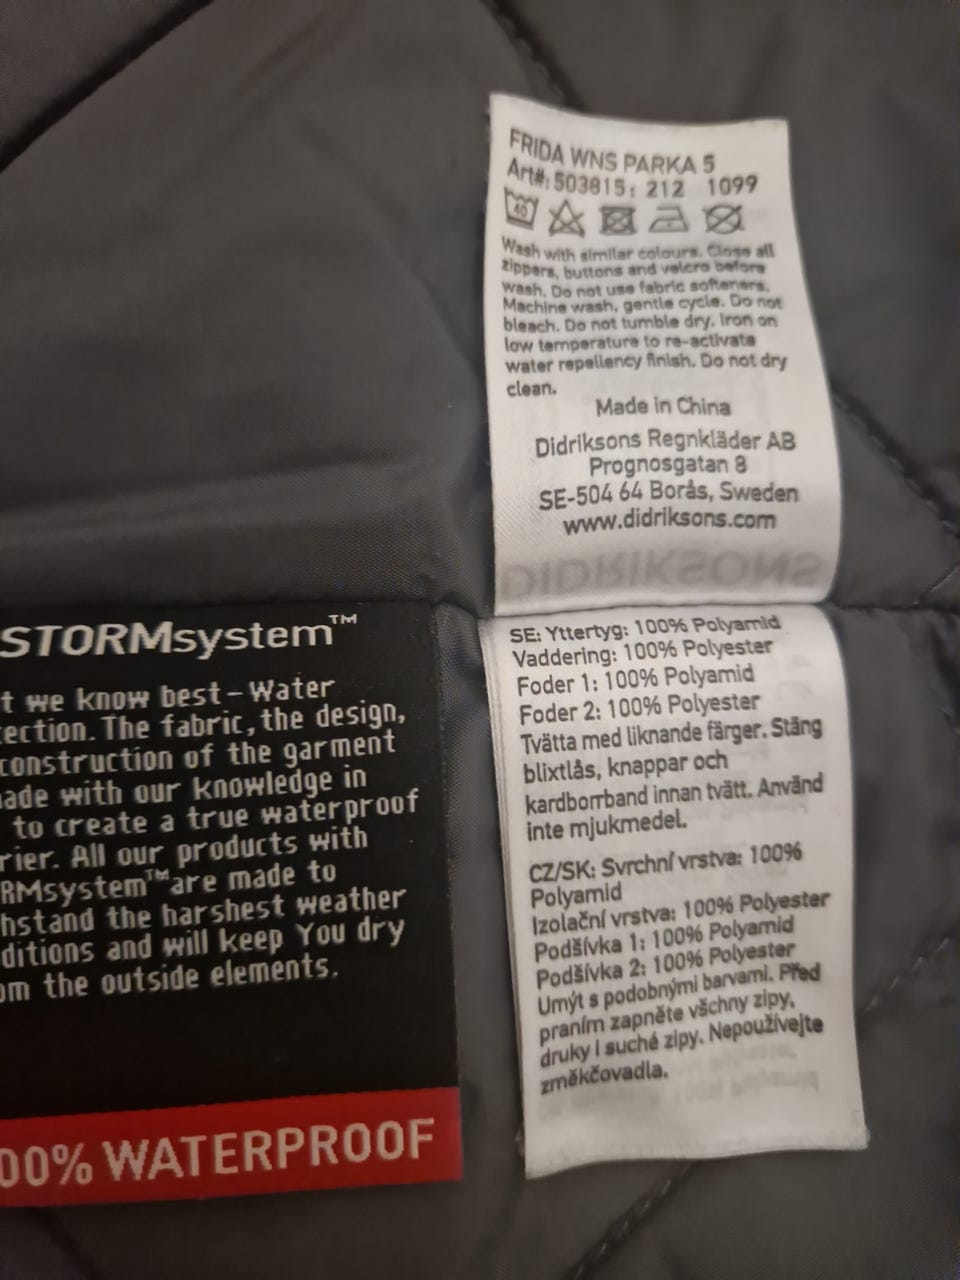 FRIDA WNS PARKA 5
Art#: 503815; 212 1099
40
Wash with similar colours. Close all
zippers, buttons and velcro before
wash. Do not use fabric softeners.
Machine wash, gentle cycle. Do not
bleach. Do not tumble dry. Iron on
low temperature to re-activate
water repellency finish. Do not dry
clean.
Made in China
Didriksons Regnkläder AB
Prognosgatan 8
SE-504 64 Borås, Sweden
www.didriksons.com
DIDRIKSONS
SE: Yttertyg: 100% Polyamid
Vaddering: 100% Polyester
Foder 1: 100% Polyamid
Foder 2: 100% Polyester
Tvätta med liknande färger. Stäng
blixtlås, knappar och
kardborrband innan tvätt. Använd
inte mjukmedel.
CZ/SK: Svrchní vrstva: 100%
Polyamid
Izolační vrstva: 100% Polyester
Podšívka 1: 100% Polyamid
Podšívka 2: 100% Polyester
Umýt s podobnými barvami. Před
praním zapněte všchny zipy,
druky i suché zipy. Nepoužívejte
změkčovadla.
STORMsystem™
t we know best – Water
ection. The fabric, the design,
construction of the garment
ade with our knowledge in
to create a true waterproof
rier. All our products with
RMsystem™ are made to
hstand the harshest weather
ditions and will keep You dry
om the outside elements.
00% WATERPROOF